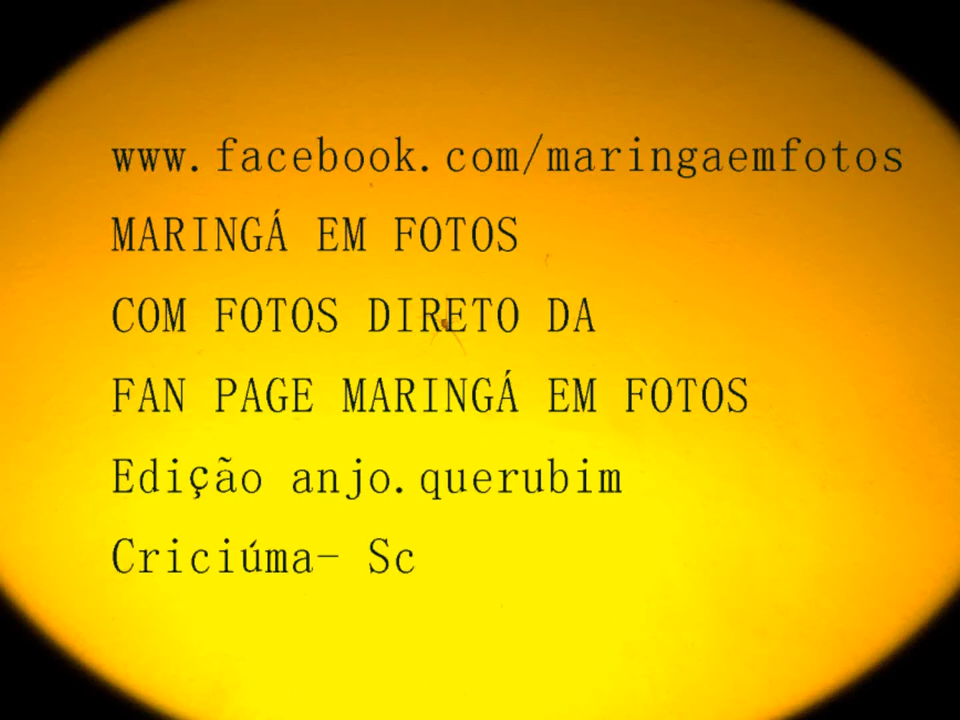 www.facebook.com/maringaemfotos
MARINGÁ EM FOTOS
COM FOTOS DIRETO DA
FAN PAGE MARINGÁ EM FOTOS
Edição anjo.querubim
Criciúma- Sc